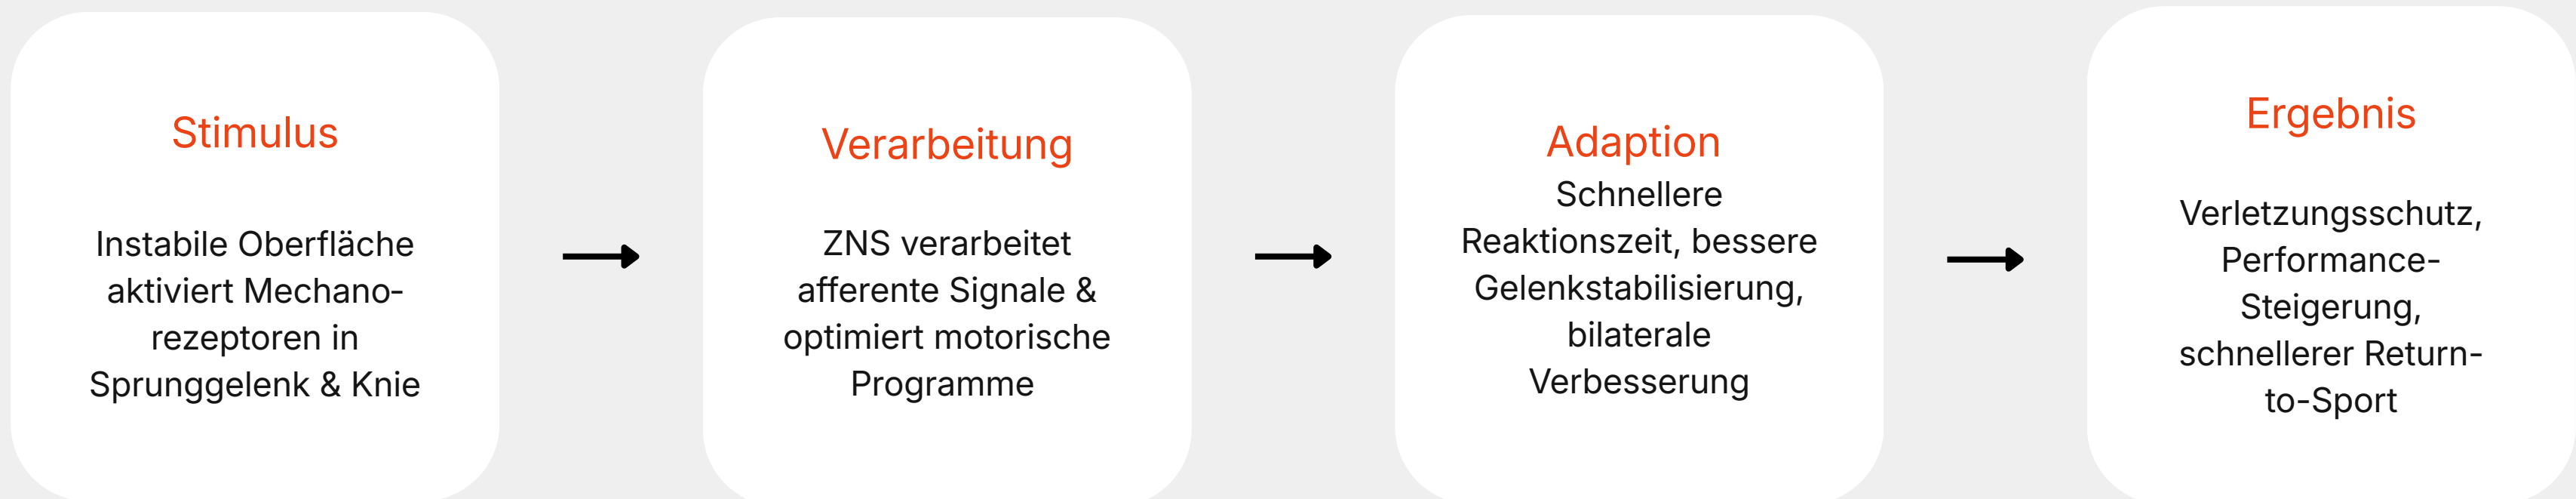 Stimulus
Instabile Oberfläche
aktiviert Mechano-
rezeptoren in
Sprunggelenk & Knie
Verarbeitung
ZNS verarbeitet
afferente Signale &
optimiert motorische
Programme
Adaption
Schnellere
Reaktionszeit, bessere
Gelenkstabilisierung,
bilaterale
Verbesserung
Ergebnis
Verletzungsschutz,
Performance-
Steigerung,
schnellerer Return-
to-Sport